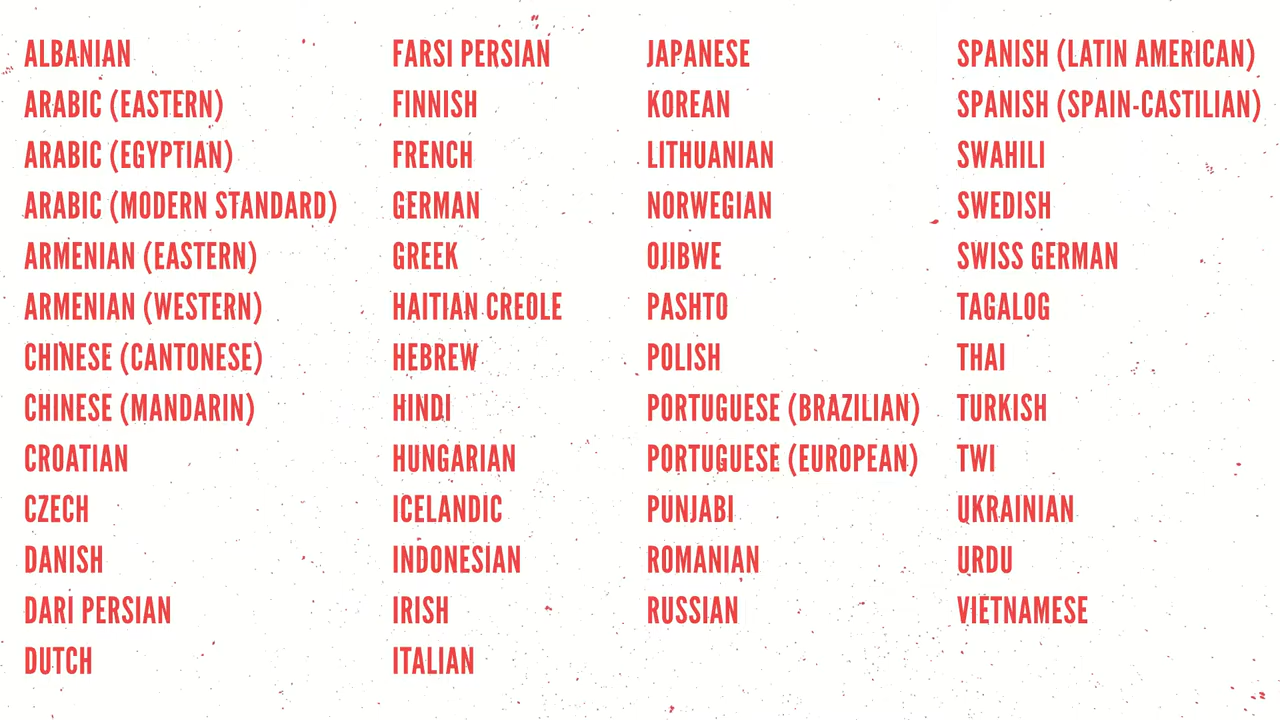 ALBANIAN
ARABIC (EASTERN)
ARABIC (EGYPTIAN)
ARABIC (MODERN STANDARD)
ARMENIAN (EASTERN)
ARMENIAN (WESTERN)
CHINESE (CANTONESE)
CHINESE (MANDARIN)
CROATIAN
CZECH
DANISH
DARI PERSIAN
DUTCH
FARSI PERSIAN
FINNISH
FRENCH
GERMAN
GREEK
HAITIAN CREOLE
HEBREW
HINDI
HUNGARIAN
ICELANDIC
INDONESIAN
IRISH
ITALIAN
JAPANESE
KOREAN
LITHUANIAN
NORWEGIAN
OJIBWE
PASHTO
POLISH
PORTUGUESE (BRAZILIAN)
PORTUGUESE (EUROPEAN)
PUNJABI
ROMANIAN
RUSSIAN
SPANISH (LATIN AMERICAN)
SPANISH (SPAIN-CASTILIAN)
SWAHILI
SWEDISH
SWISS GERMAN
TAGALOG
THAI
TURKISH
TWI
UKRAINIAN
URDU
VIETNAMESE